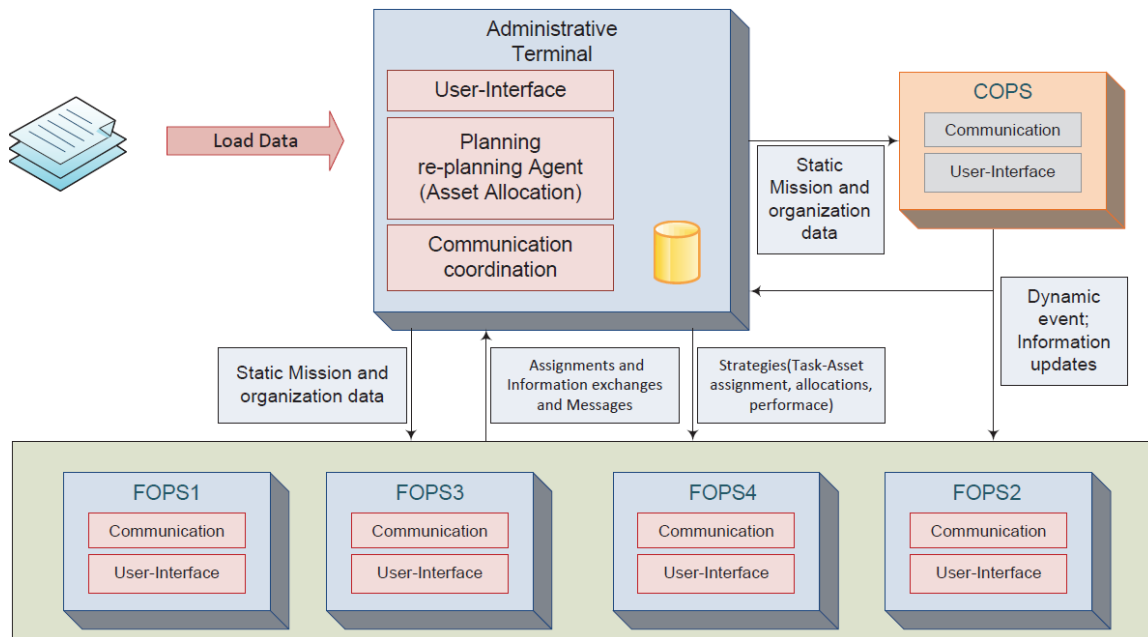 Administrative
Terminal
User-Interface
Planning
re-planning Agent
(Asset Allocation)
Communication
coordination
Load Data
COPS
Communication
User-Interface
Static
Mission and
organization
data
Dynamic
event;
Information
updates
Static Mission and
organization data
Assignments and
Information exchanges
and Messages
Strategies(Task-Asset
assignment, allocations,
performace)
FOPS1
Communication
User-Interface
FOPS3
Communication
User-Interface
FOPS4
Communication
User-Interface
FOPS2
Communication
User-Interface